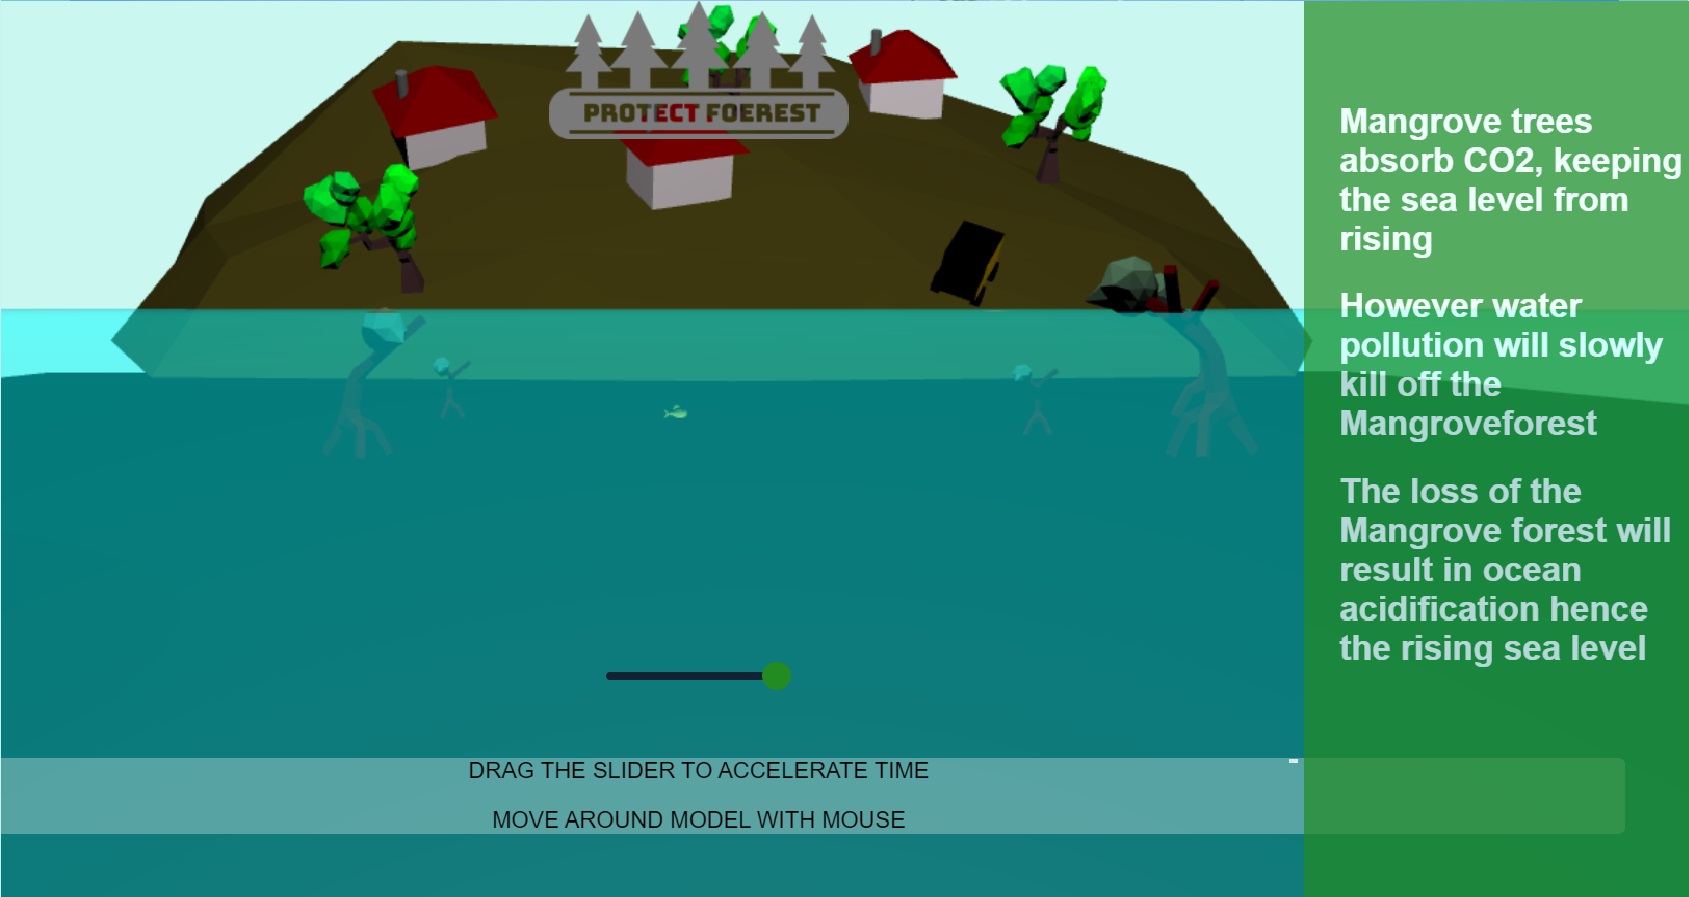 PROTECT FOEREST
Mangrove trees
absorb CO2, keeping
the sea level from
rising
However water
pollution will slowly
kill off the
Mangroveforest
The loss of the
Mangrove forest will
result in ocean
acidification hence
the rising sea level
DRAG THE SLIDER TO ACCELERATE TIME
MOVE AROUND MODEL WITH MOUSE